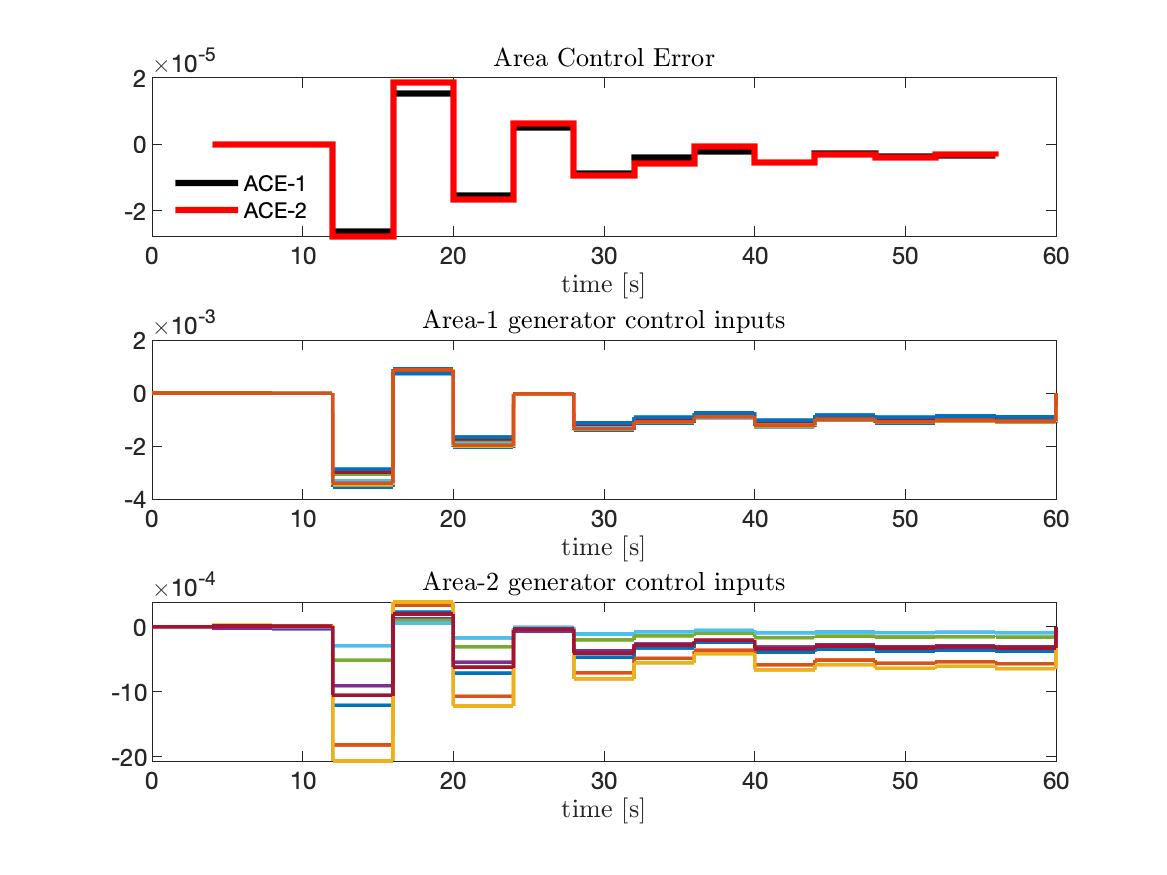 Area Control Error
×10-5
2
0
-2
ACE-1
ACE-2
0 10 20 30 40 50 60
time [s]
Area-1 generator control inputs
×10-3
2
0
-2
-4
0 10 20 30 40 50 60
time [s]
Area-2 generator control inputs
×10-4
0
-10
-20
0 10 20 30 40 50 60
time [s]